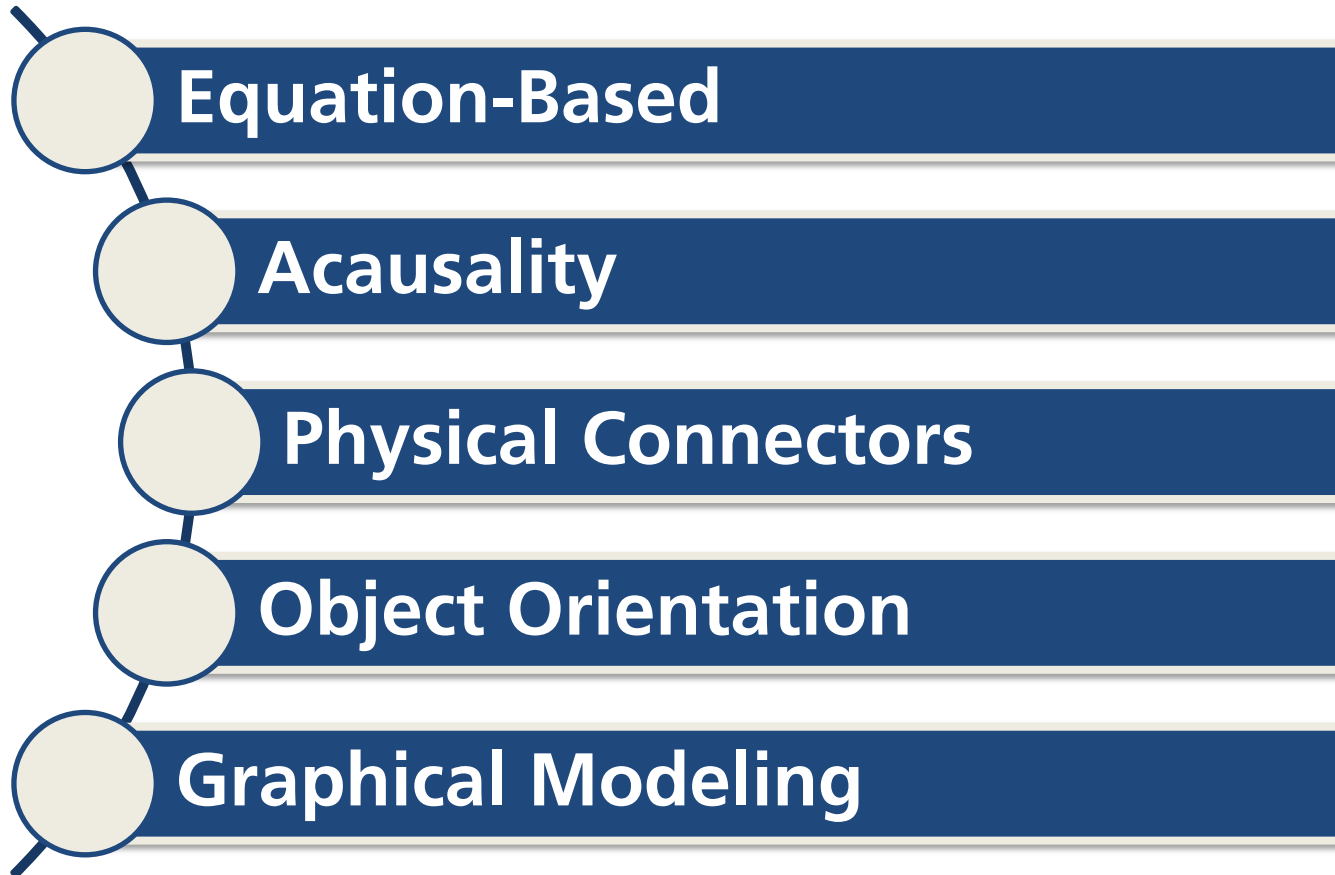 Equation-Based
Acausality
Physical Connectors
Object Orientation
Graphical Modeling